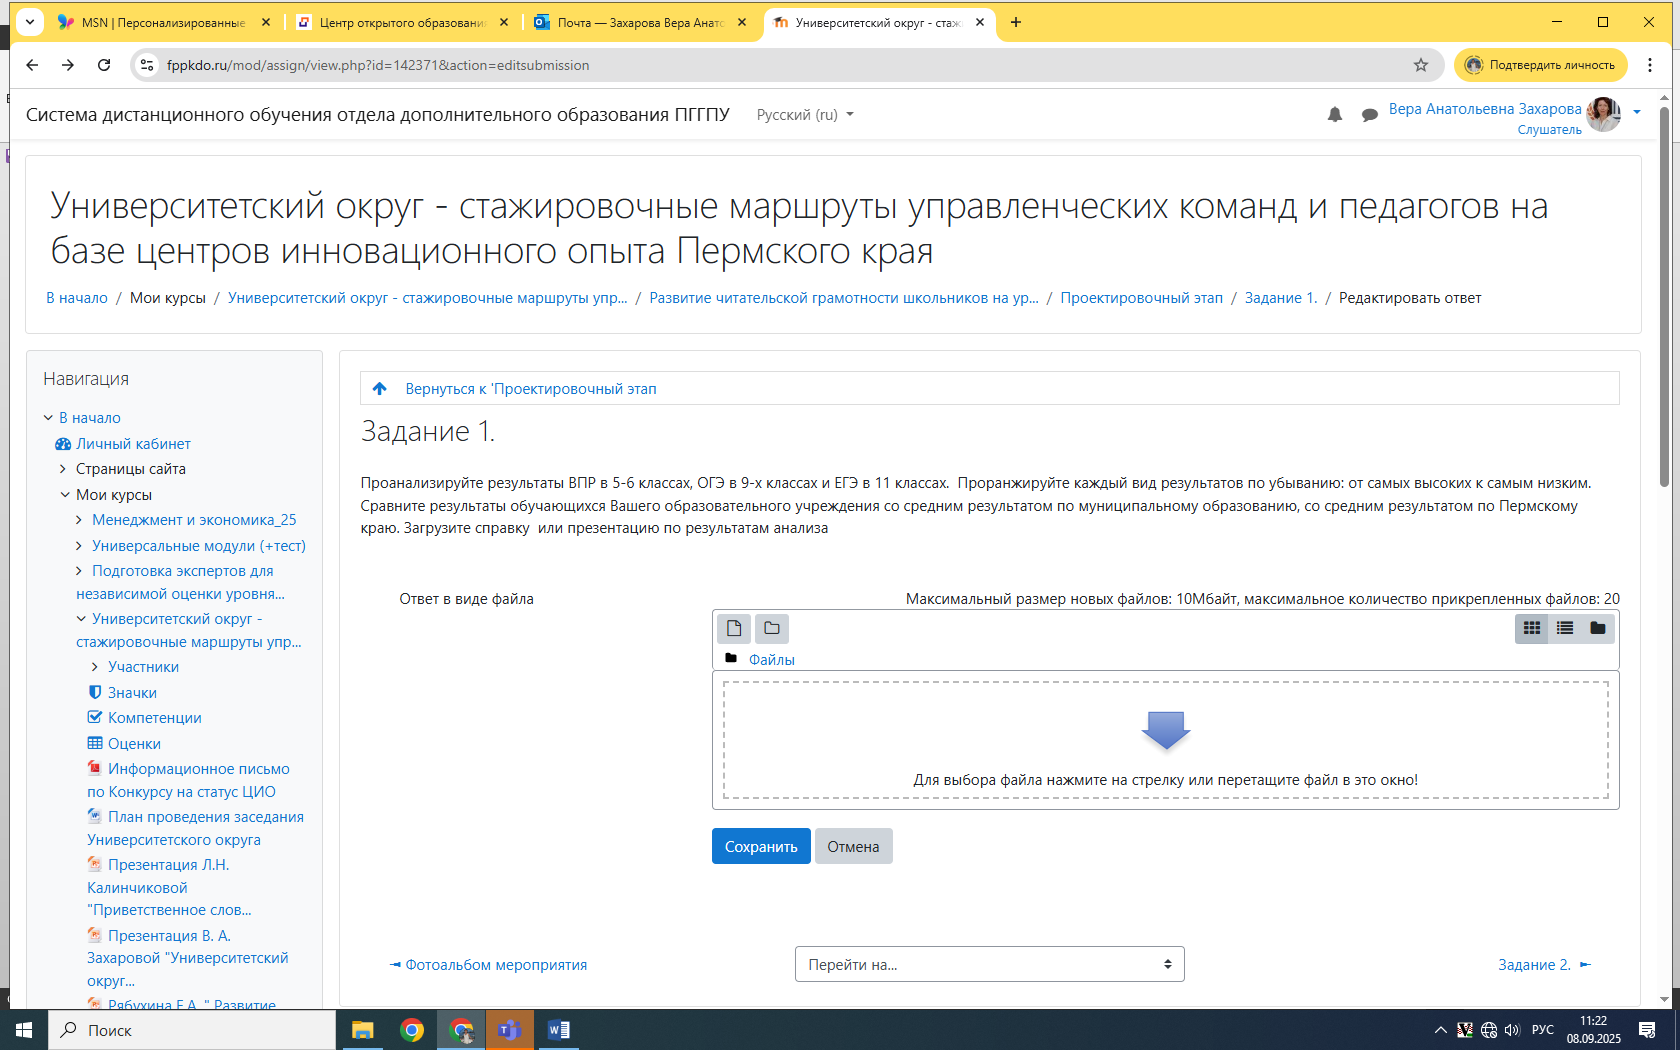 MSN | Персонализированные
Центр открытого образования
Почта — Захарова Вера Анато
Университетский округ - стаж
fppkdo.ru/mod/assign/view.php?id=142371&action=editsubmission
Подтвердить личность
Система дистанционного обучения отдела дополнительного образования ПГГПУ
Русский (ru)
Вера Анатольевна Захарова
Слушатель
Университетский округ - стажировочные маршруты управленческих команд и педагогов на
базе центров инновационного опыта Пермского края
В начало / Мои курсы / Университетский округ - стажировочные маршруты упр... / Развитие читательской грамотности школьников на ур... / Проектировочный этап / Задание 1. / Редактировать ответ
Навигация
В начало
Личный кабинет
Страницы сайта
Мои курсы
Менеджмент и экономика_25
Универсальные модули (+тест)
Подготовка экспертов для
независимой оценки уровня...
Университетский округ -
стажировочные маршруты упр...
Участники
Значки
Компетенции
Оценки
Информационное письмо
по Конкурсу на статус ЦИО
План проведения заседания
Университетского округа
Презентация Л.Н.
Калинчиковой
"Приветственное слов...
Презентация В. А.
Захаровой "Университетский
округ...
Рябухина Е.А. " Развитие
Вернуться к 'Проектировочный этап
Задание 1.
Проанализируйте результаты ВПР в 5-6 классах, ОГЭ в 9-х классах и ЕГЭ в 11 классах.  Проранжируйте каждый вид результатов по убыванию: от самых высоких к самым низким.
Сравните результаты обучающихся Вашего образовательного учреждения со средним результатом по муниципальному образованию, со средним результатом по Пермскому
краю. Загрузите справку  или презентацию по результатам анализа
Ответ в виде файла
Максимальный размер новых файлов: 10Мбайт, максимальное количество прикрепленных файлов: 20
Файлы
Для выбора файла нажмите на стрелку или перетащите файл в это окно!
Сохранить
Отмена
◄ Фотоальбом мероприятия
Перейти на...
Задание 2. ►
Поиск
РУС
11:22
08.09.2025